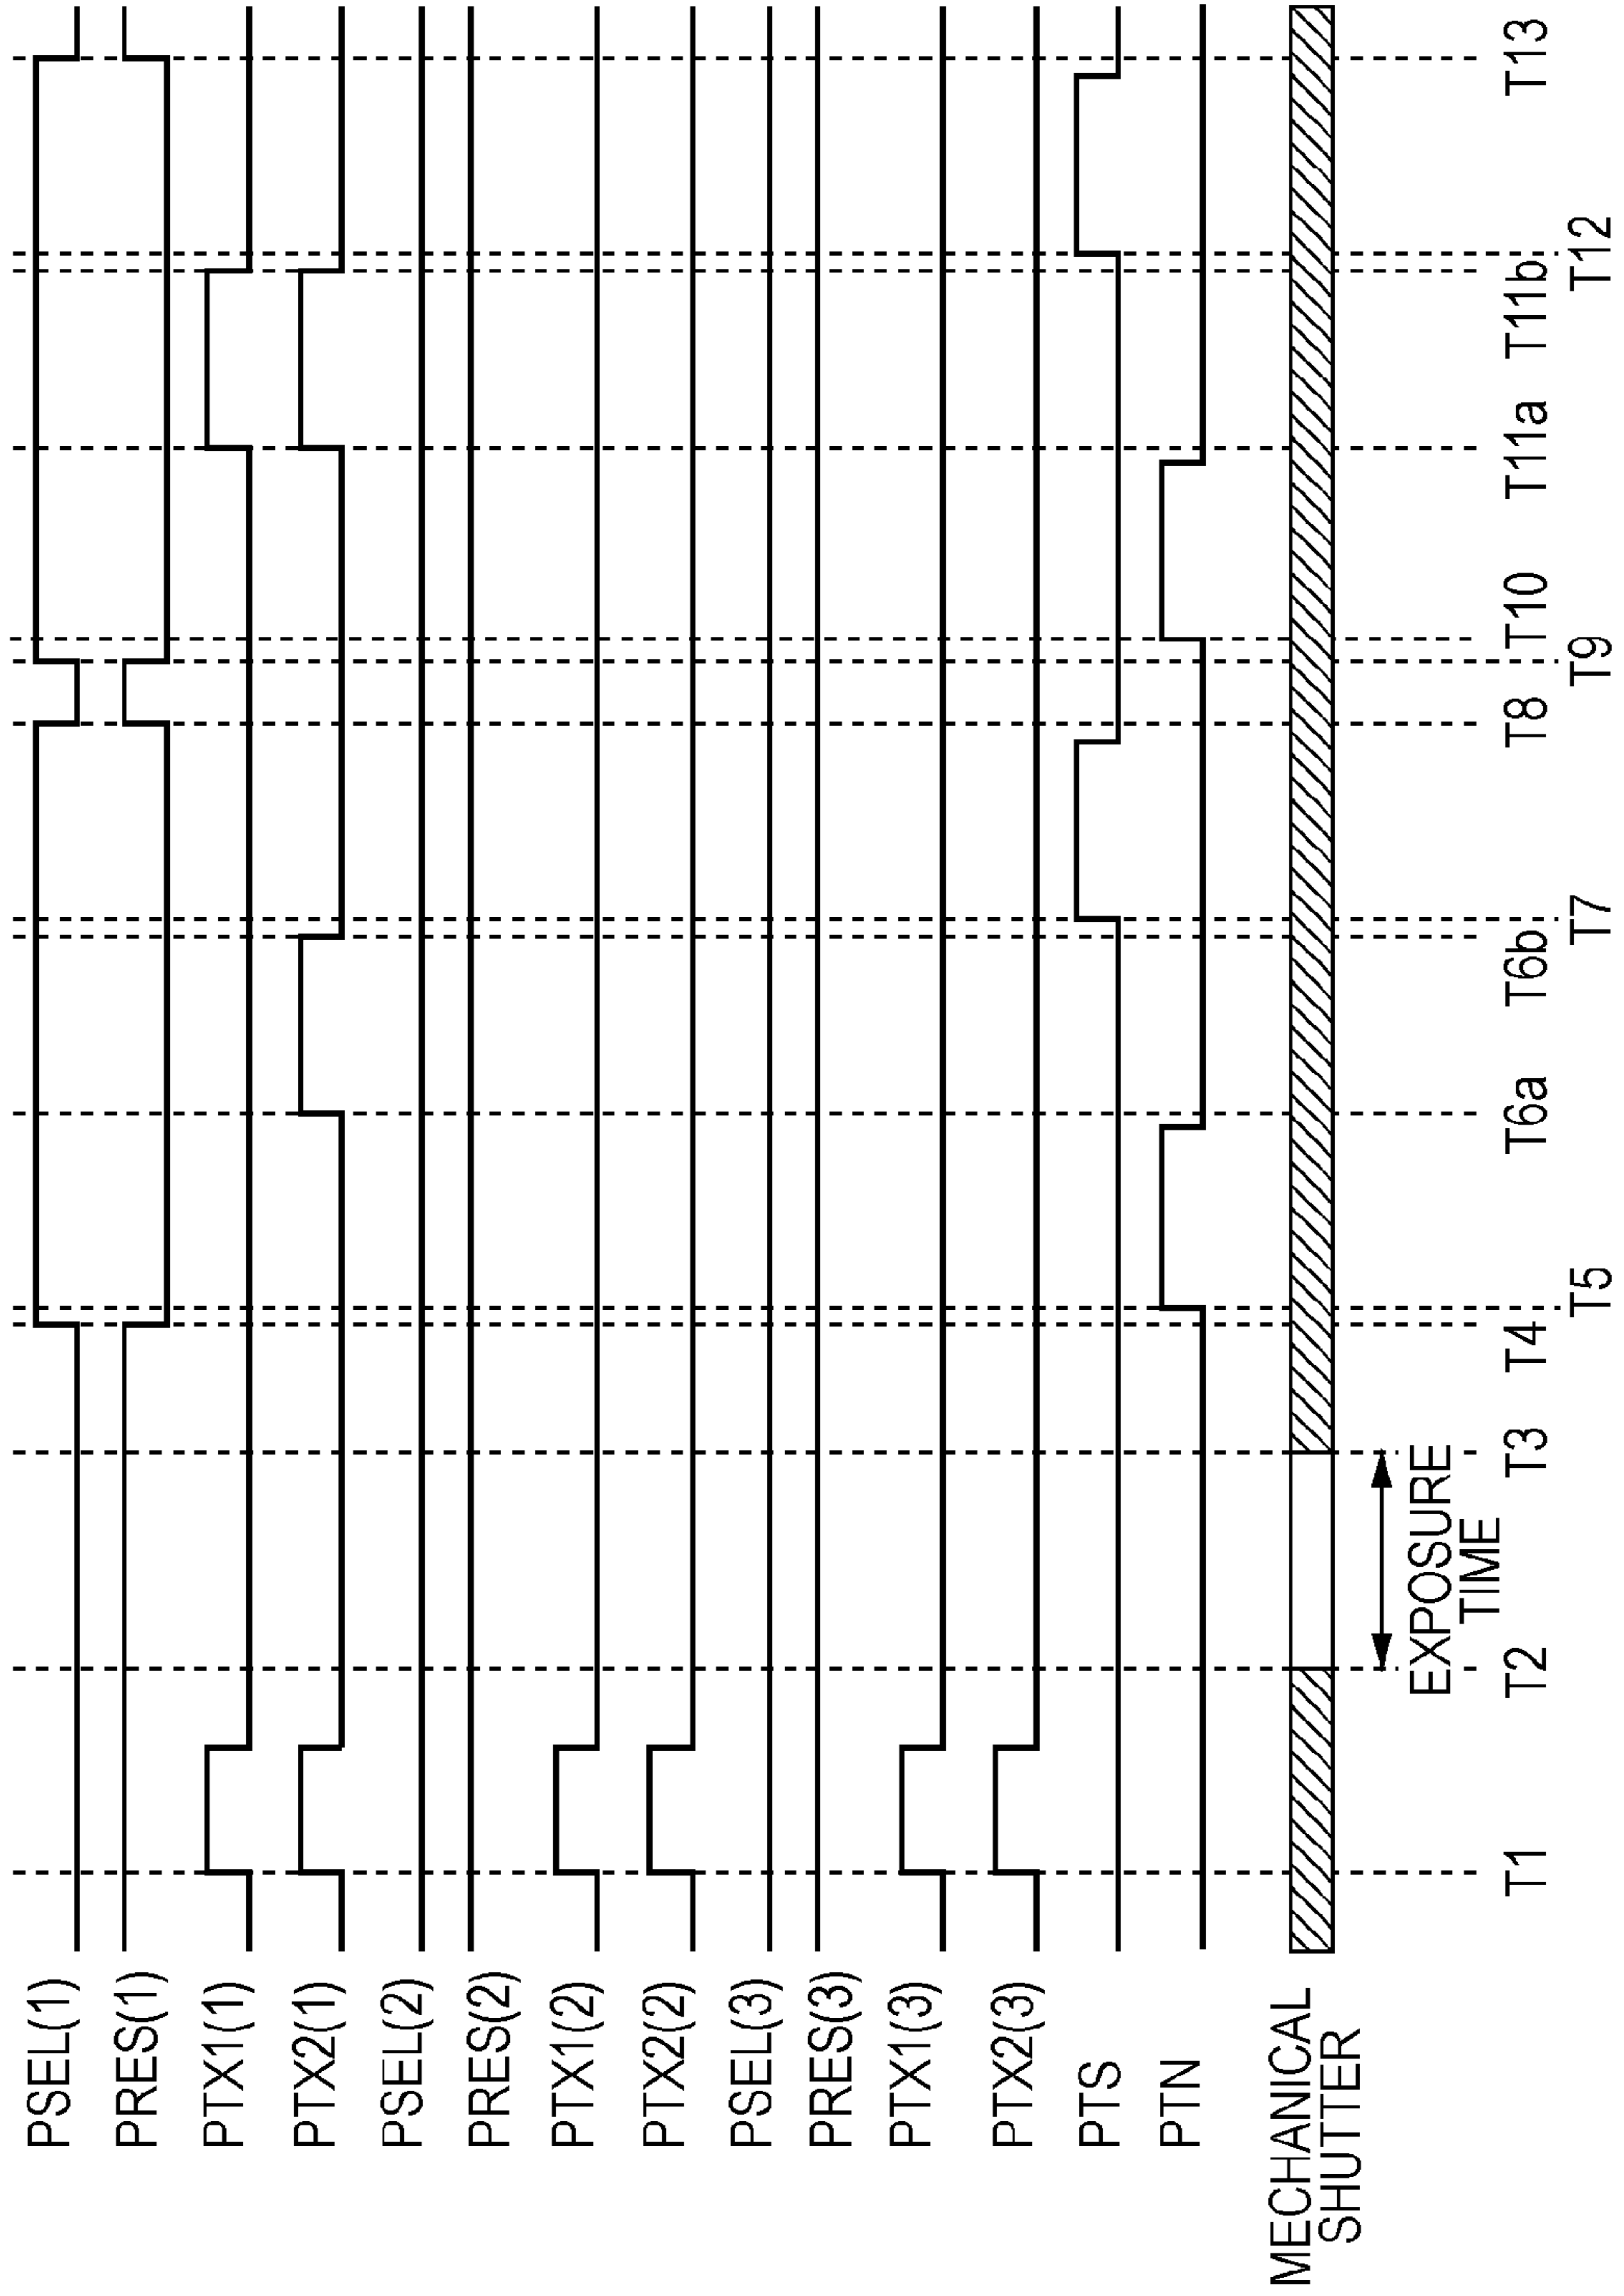 PSEL(1)
PRES(1)
PTX1(1)
PTX2(1)
PSEL(2)
PRES(2)
PTX1(2)
PTX2(2)
PSEL(3)
PRES(3)
PTX1(3)
PTX2(3)
PTS
PTN
MECHANICAL
SHUTTER
EXPOSURE
TIME
T1 T2 T3 T4 T6a T6b T8 T10 T11a T11b T13
T5 T7 T9 T12